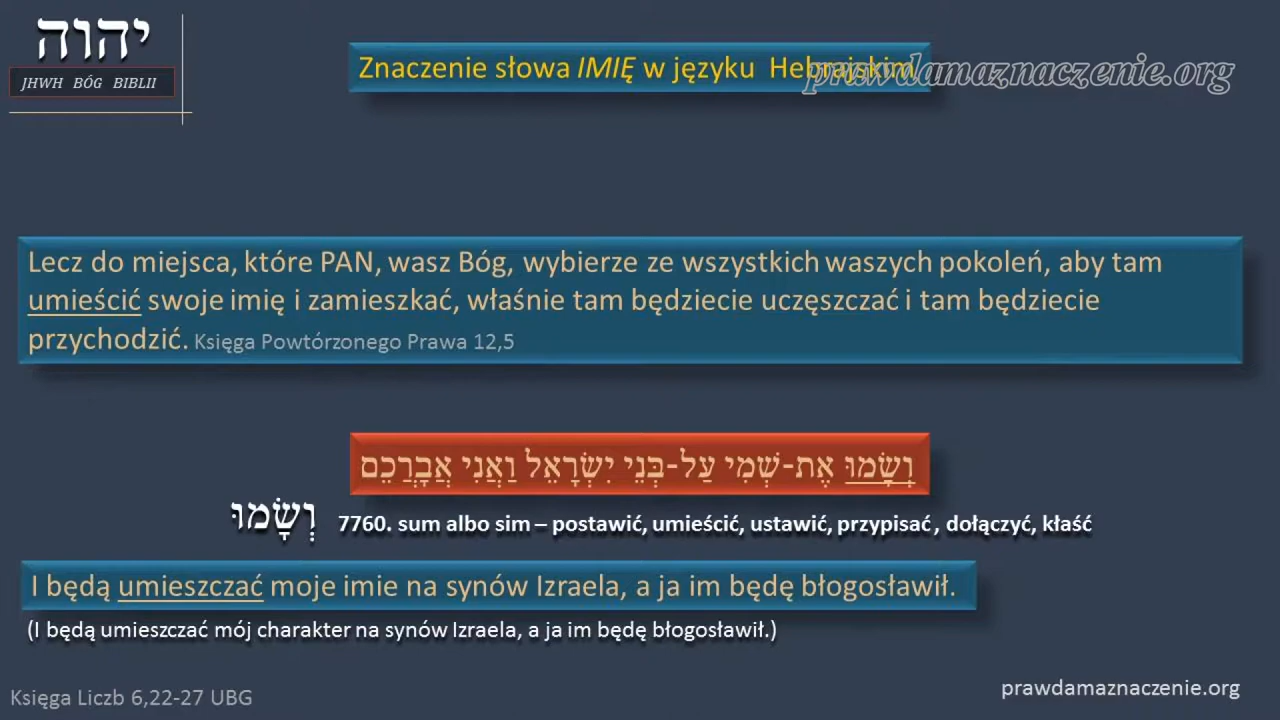 יהוה
JHWH BÓG BIBLII
Znaczenie słowa IMIĘ w języku Hebrajskim
prawdamaznaczenie.org
Lecz do miejsca, które PAN, wasz Bóg, wybierze ze wszystkich waszych pokoleń, aby tam
umieścić swoje imię i zamieszkać, właśnie tam będziecie uczęszczać i tam będziecie
przychodzić. Księga Powtórzonego Prawa 12,5
וְשָׂמוּ אֶת-שְׁמִי עַל-בְּנֵי יִשְׂרָאֵל וַאֲנִי אֲבָרְכֵם
וְשָׂמוּ 7760. sum albo sim – postawić, umieścić, ustawić, przypisać , dołączyć, kłaść
I będą umieszczać moje imie na synów Izraela, a ja im będę błogosławił.
(I będą umieszczać mój charakter na synów Izraela, a ja im będę błogosławił.)
Księga Liczb 6,22-27 UBG
prawdamaznaczenie.org